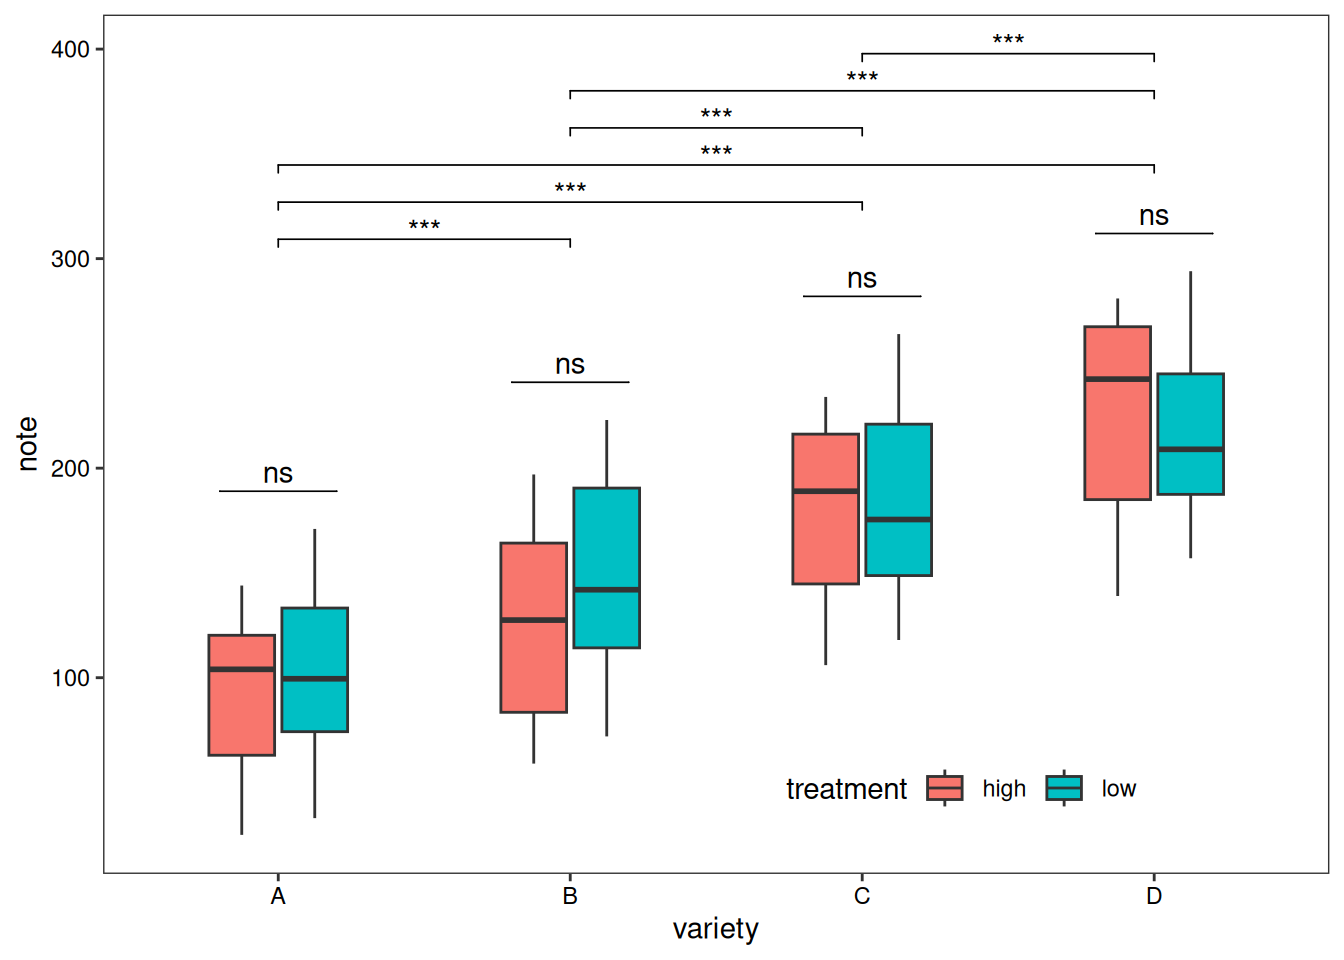 400
***
***
***
***
***
***
300
ns
ns
ns
ns
200
100
note
treatment high low
A B C D
variety